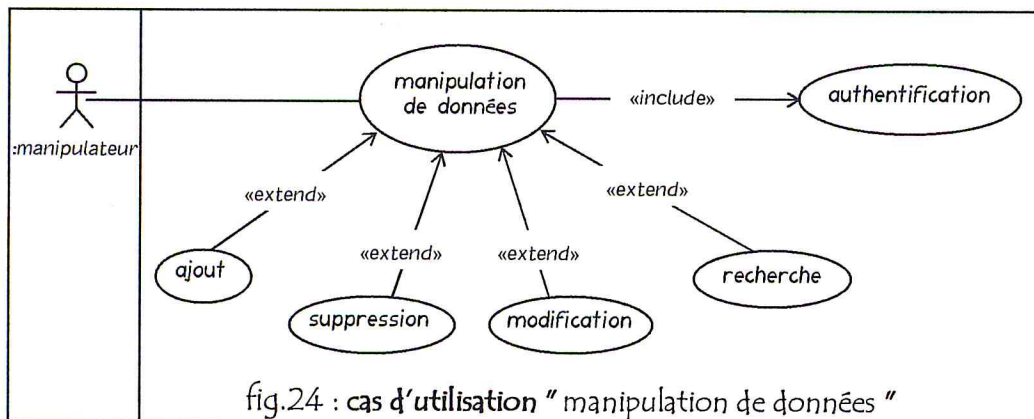 manipulation
de données
«include»
authentification
:manipulateur
«extend»
«extend»
«extend»
«extend»
ajout
suppression
modification
recherche
fig.24 : cas d'utilisation " manipulation de données "